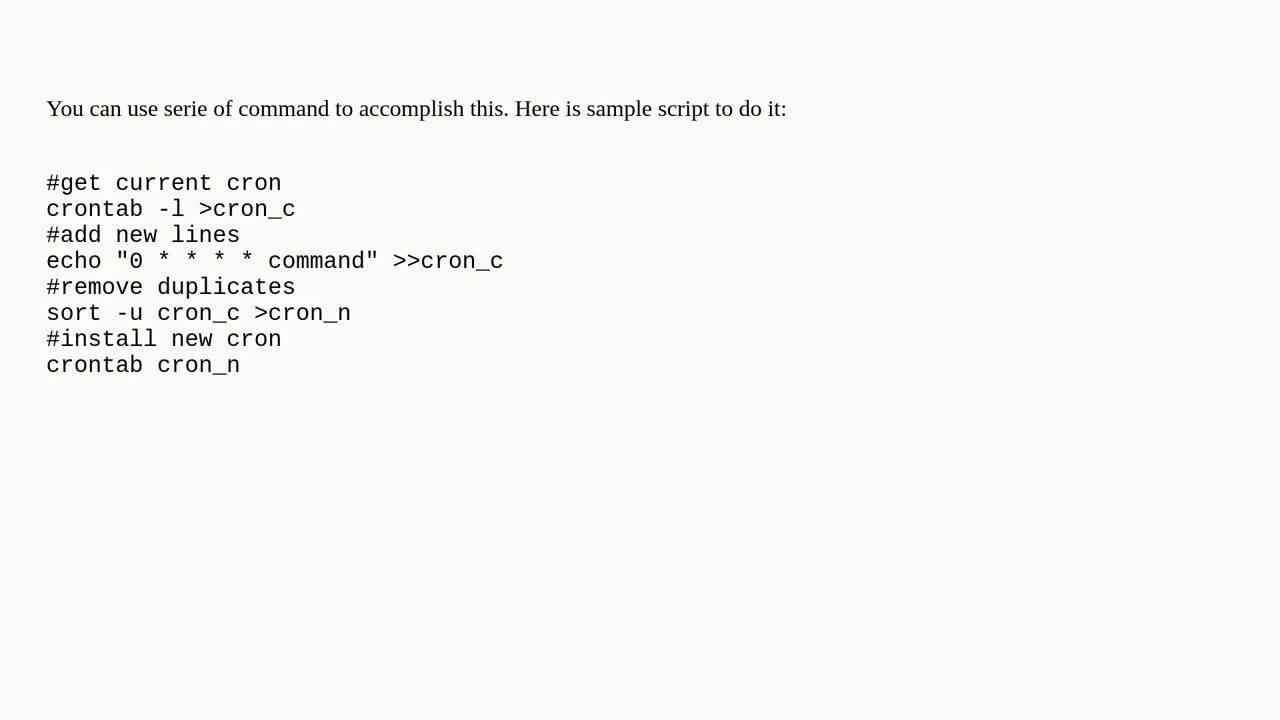 You can use serie of command to accomplish this. Here is sample script to do it:
#get current cron
crontab -l >cron_c
#add new lines
echo "0 * * * * command" >>cron_c
#remove duplicates
sort -u cron_c >cron_n
#install new cron
crontab cron_n